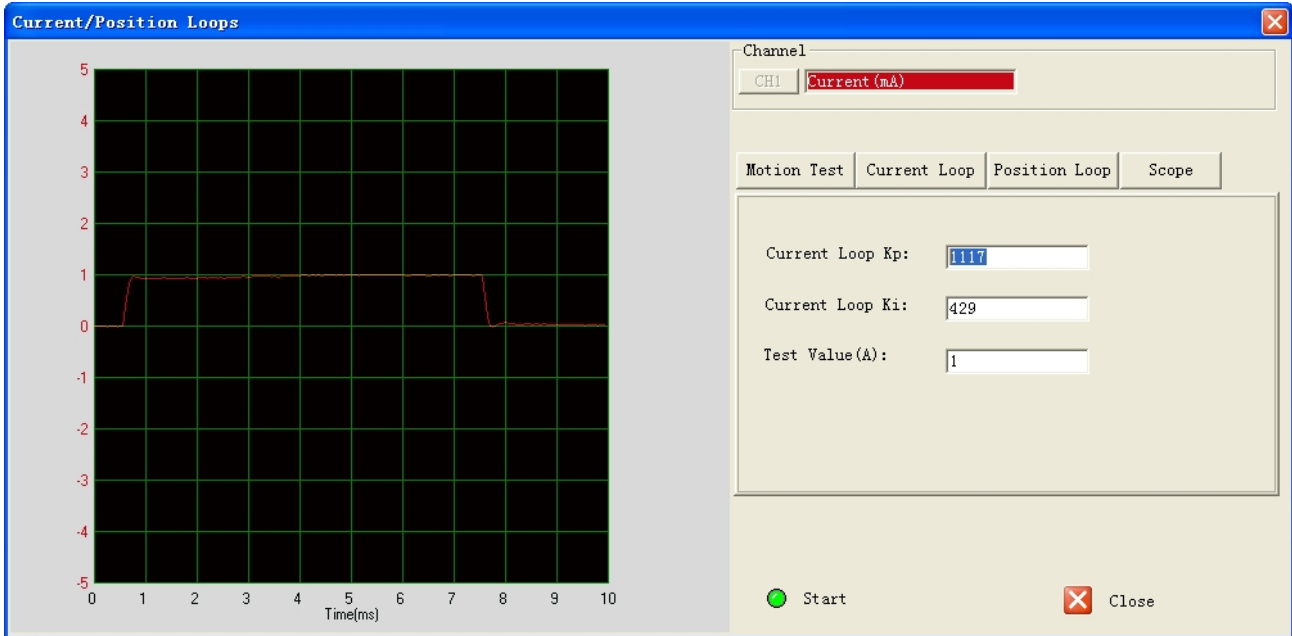 Current/Position Loops
Channel
CH1 Current(mA)
Motion Test Current Loop Position Loop Scope
Current Loop Kp: 1117
Current Loop Ki: 429
Test Value(A): 1
5
4
3
2
1
0
-1
-2
-3
-4
-5
0 1 2 3 4 5 6 7 8 9 10
Time(ms)
Start Close